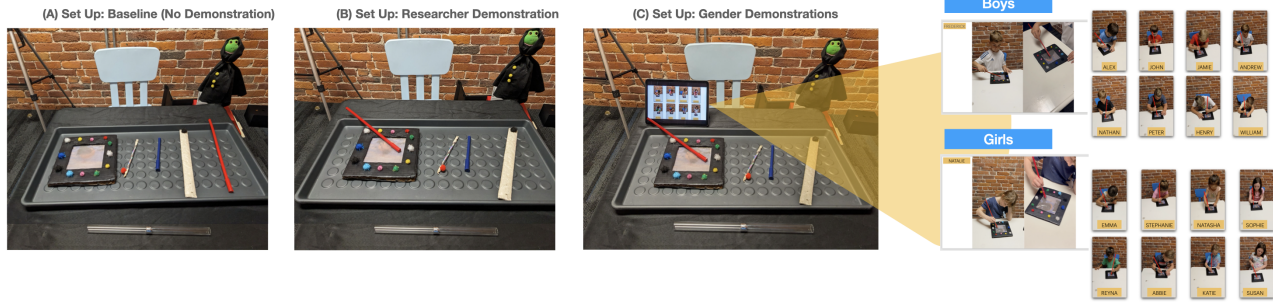 (A) Set Up: Baseline (No Demonstration)
(B) Set Up: Researcher Demonstration
(C) Set Up: Gender Demonstrations
Boys
FREDERICK
ALEX
JOHN
JAMIE
ANDREW
NATHAN
PETER
HENRY
WILLIAM
Girls
NATALIE
EMMA
STEPHANIE
NATASHA
SOPHIE
REYNA
ABBIE
KATIE
SUSAN